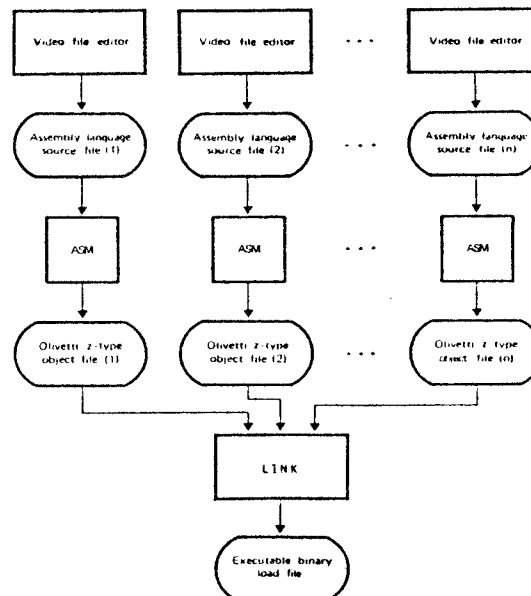 Video file editor
Video file editor
. . .
Video file editor
Assembly language
source file (1)
Assembly language
source file (2)
. . .
Assembly language
source file (n)
ASM
ASM
. . .
ASM
Olivetti z-type
object file (1)
Olivetti z-type
object file (2)
. . .
Olivetti z type
object file (n)
LINK
Executable binary
load file